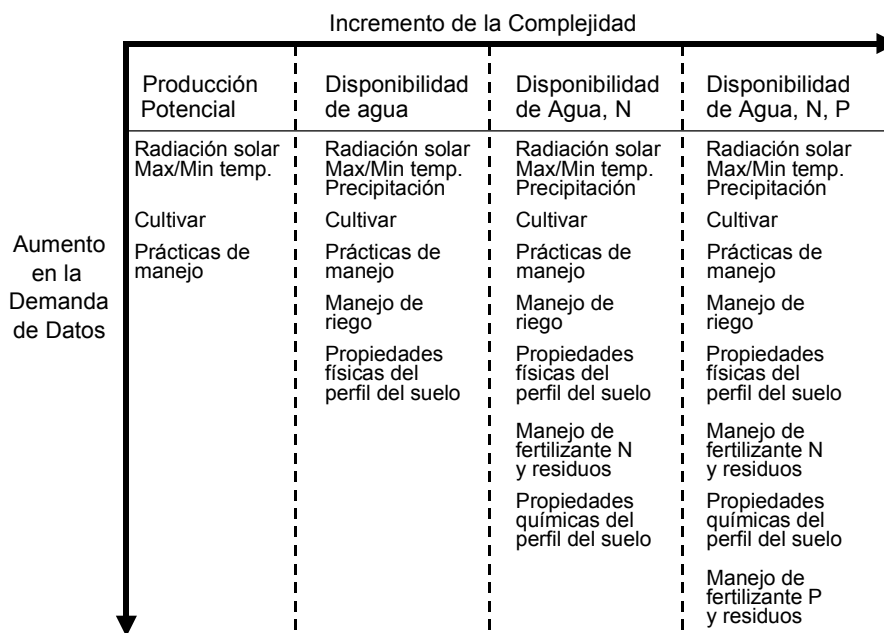 Incremento de la Complejidad
Aumento
en la
Demanda
de Datos
Producción
Potencial
Radiación solar
Max/Min temp.
Cultivar
Prácticas de
manejo
Disponibilidad
de agua
Radiación solar
Max/Min temp.
Precipitación
Cultivar
Prácticas de
manejo
Manejo de
riego
Propiedades
físicas del
perfil del suelo
Disponibilidad
de Agua, N
Radiación solar
Max/Min temp.
Precipitación
Cultivar
Prácticas de
manejo
Manejo de
riego
Propiedades
físicas del
perfil del suelo
Manejo de
fertilizante N
y residuos
Propiedades
químicas del
perfil del suelo
Disponibilidad
de Agua, N, P
Radiación solar
Max/Min temp.
Precipitación
Cultivar
Prácticas de
manejo
Manejo de
riego
Propiedades
físicas del
perfil del suelo
Manejo de
fertilizante N
y residuos
Propiedades
químicas del
perfil del suelo
Manejo de
fertilizante P
y residuos